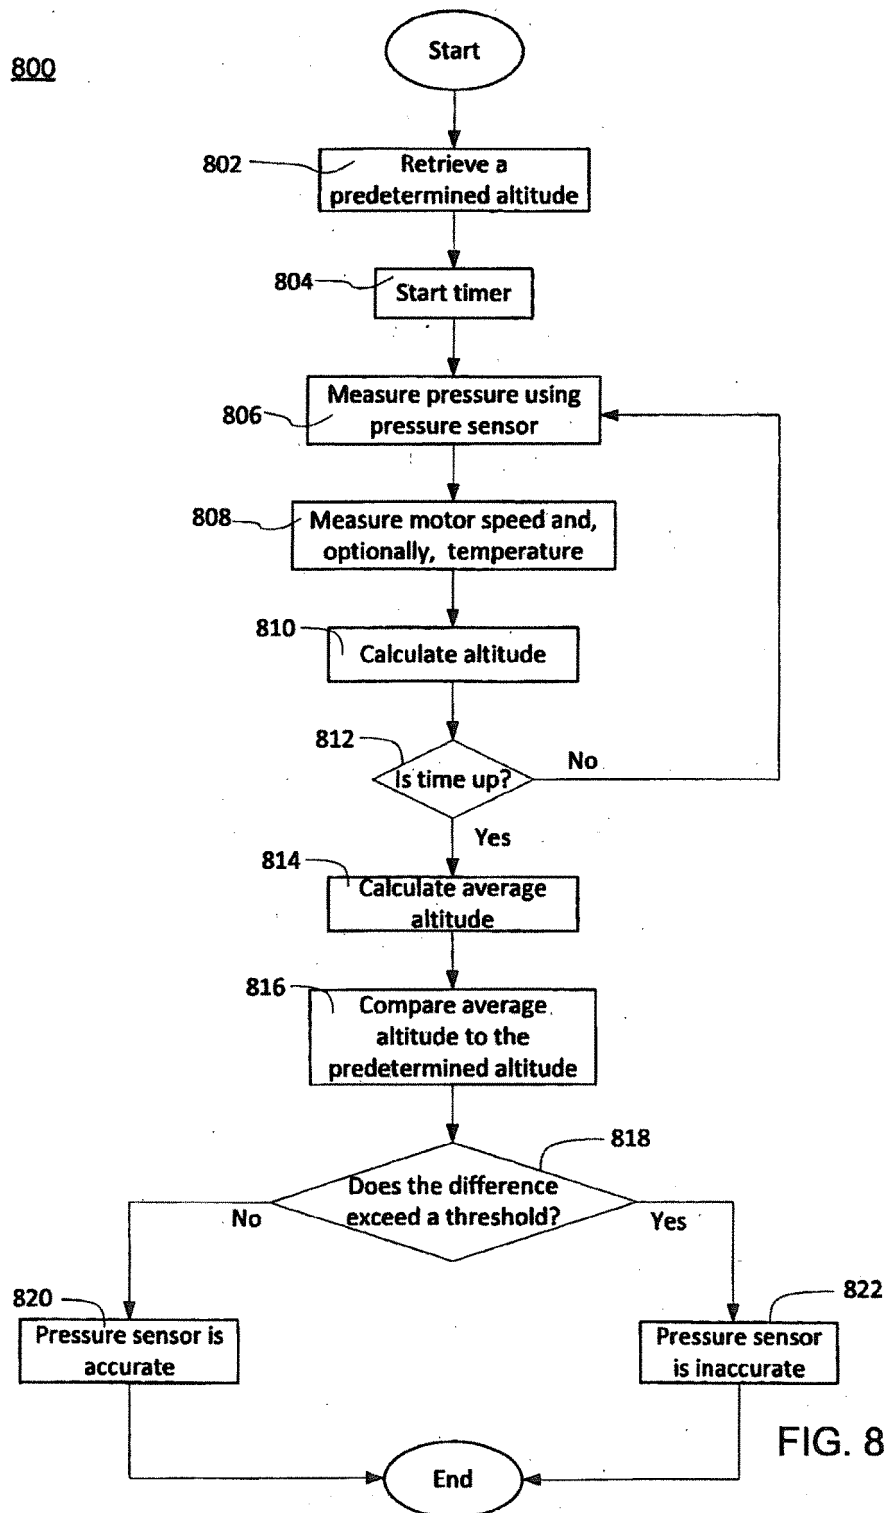 800
Start
802
Retrieve a
predetermined altitude
804
Start timer
806
Measure pressure using
pressure sensor
808
Measure motor speed and,
optionally, temperature
810
Calculate altitude
812
Is time up?
No
Yes
814
Calculate average
altitude
816
Compare average
altitude to the
predetermined altitude
818
Does the difference
exceed a threshold?
No
Yes
820
Pressure sensor is
accurate
822
Pressure sensor
is inaccurate
End
FIG. 8